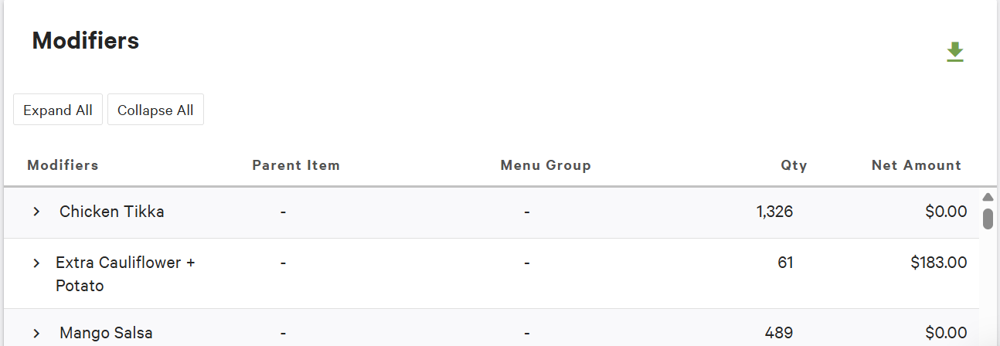 Modifiers
Expand All Collapse All
Modifiers Parent Item Menu Group Qty Net Amount
Chicken Tikka - - 1,326 $0.00
Extra Cauliflower + - - 61 $183.00
Potato
Mango Salsa - - 489 $0.00